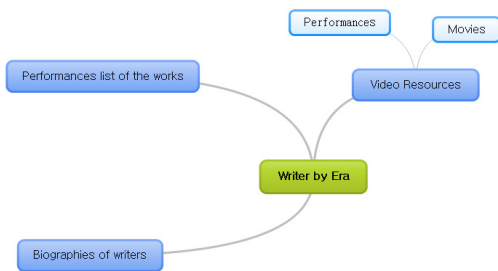 Performances
Movies
Performances list of the works
Video Resources
Writer by Era
Biographies of writers